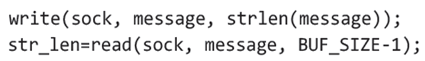 write(sock, message, strlen(message));
str_len=read(sock, message, BUF_SIZE-1);